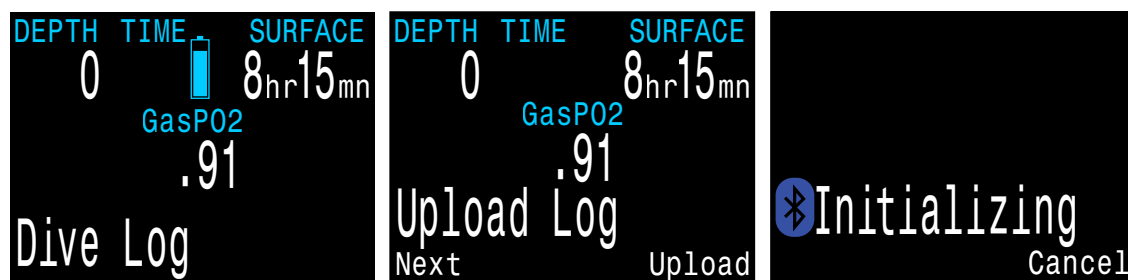 DEPTH TIME SURFACE
0 8hr15mn
GasPO2
.91
Dive Log
DEPTH TIME SURFACE
0 8hr15mn
GasPO2
.91
Upload Log
Next Upload
Initializing
Cancel